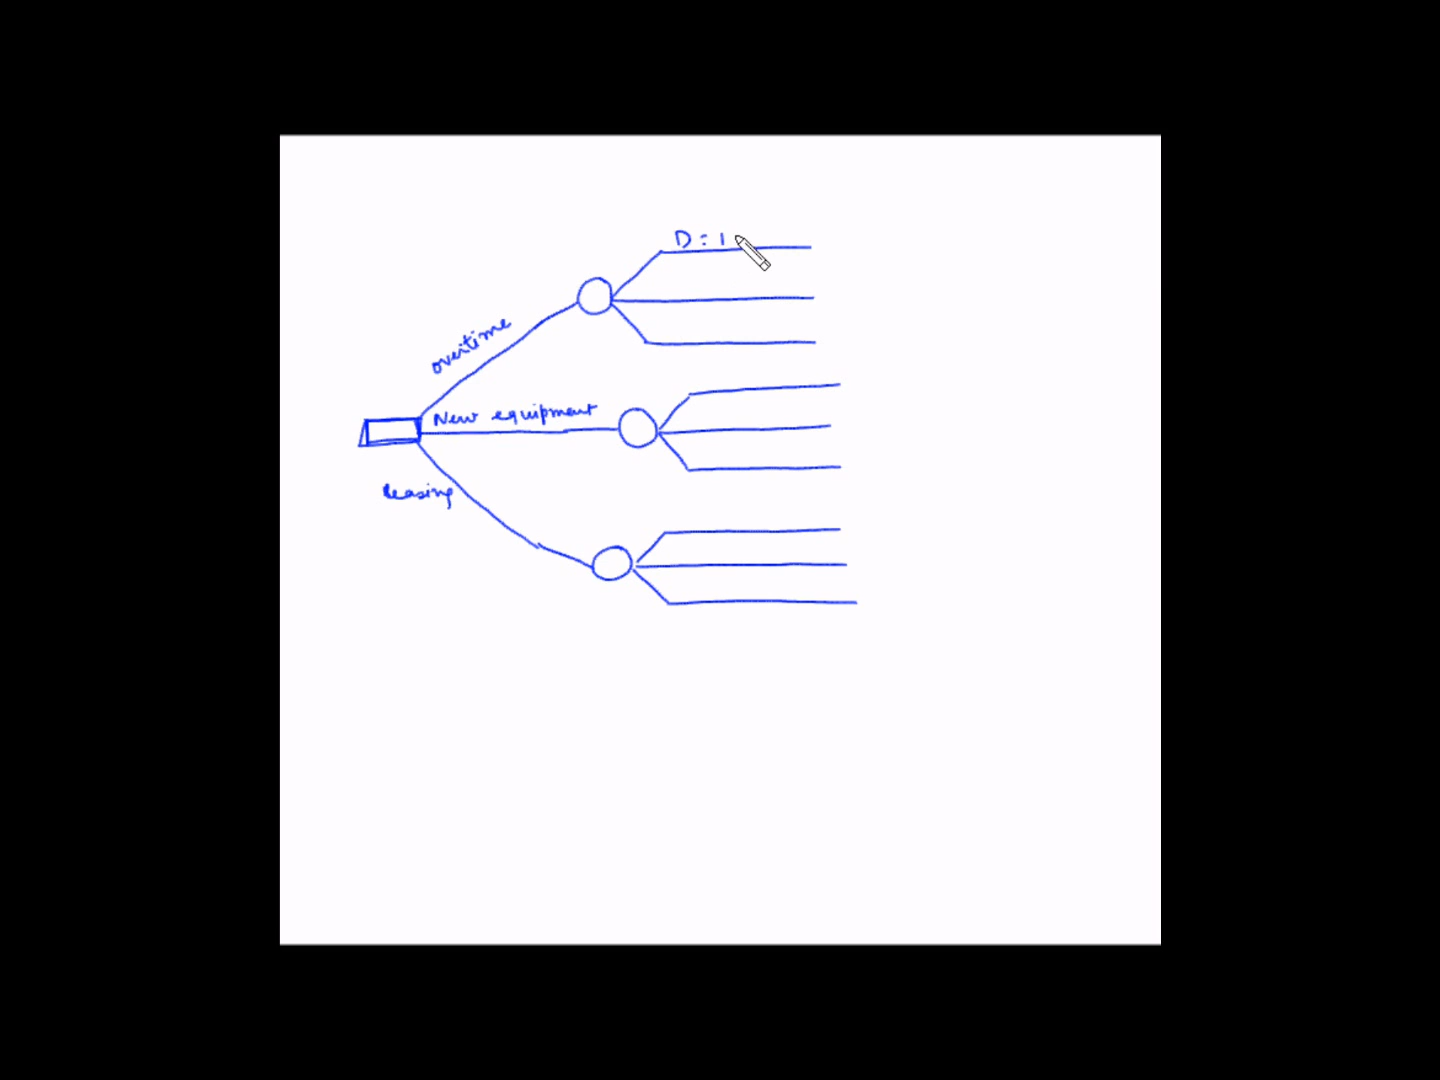 D = 1
overtime
New equipment
leasing